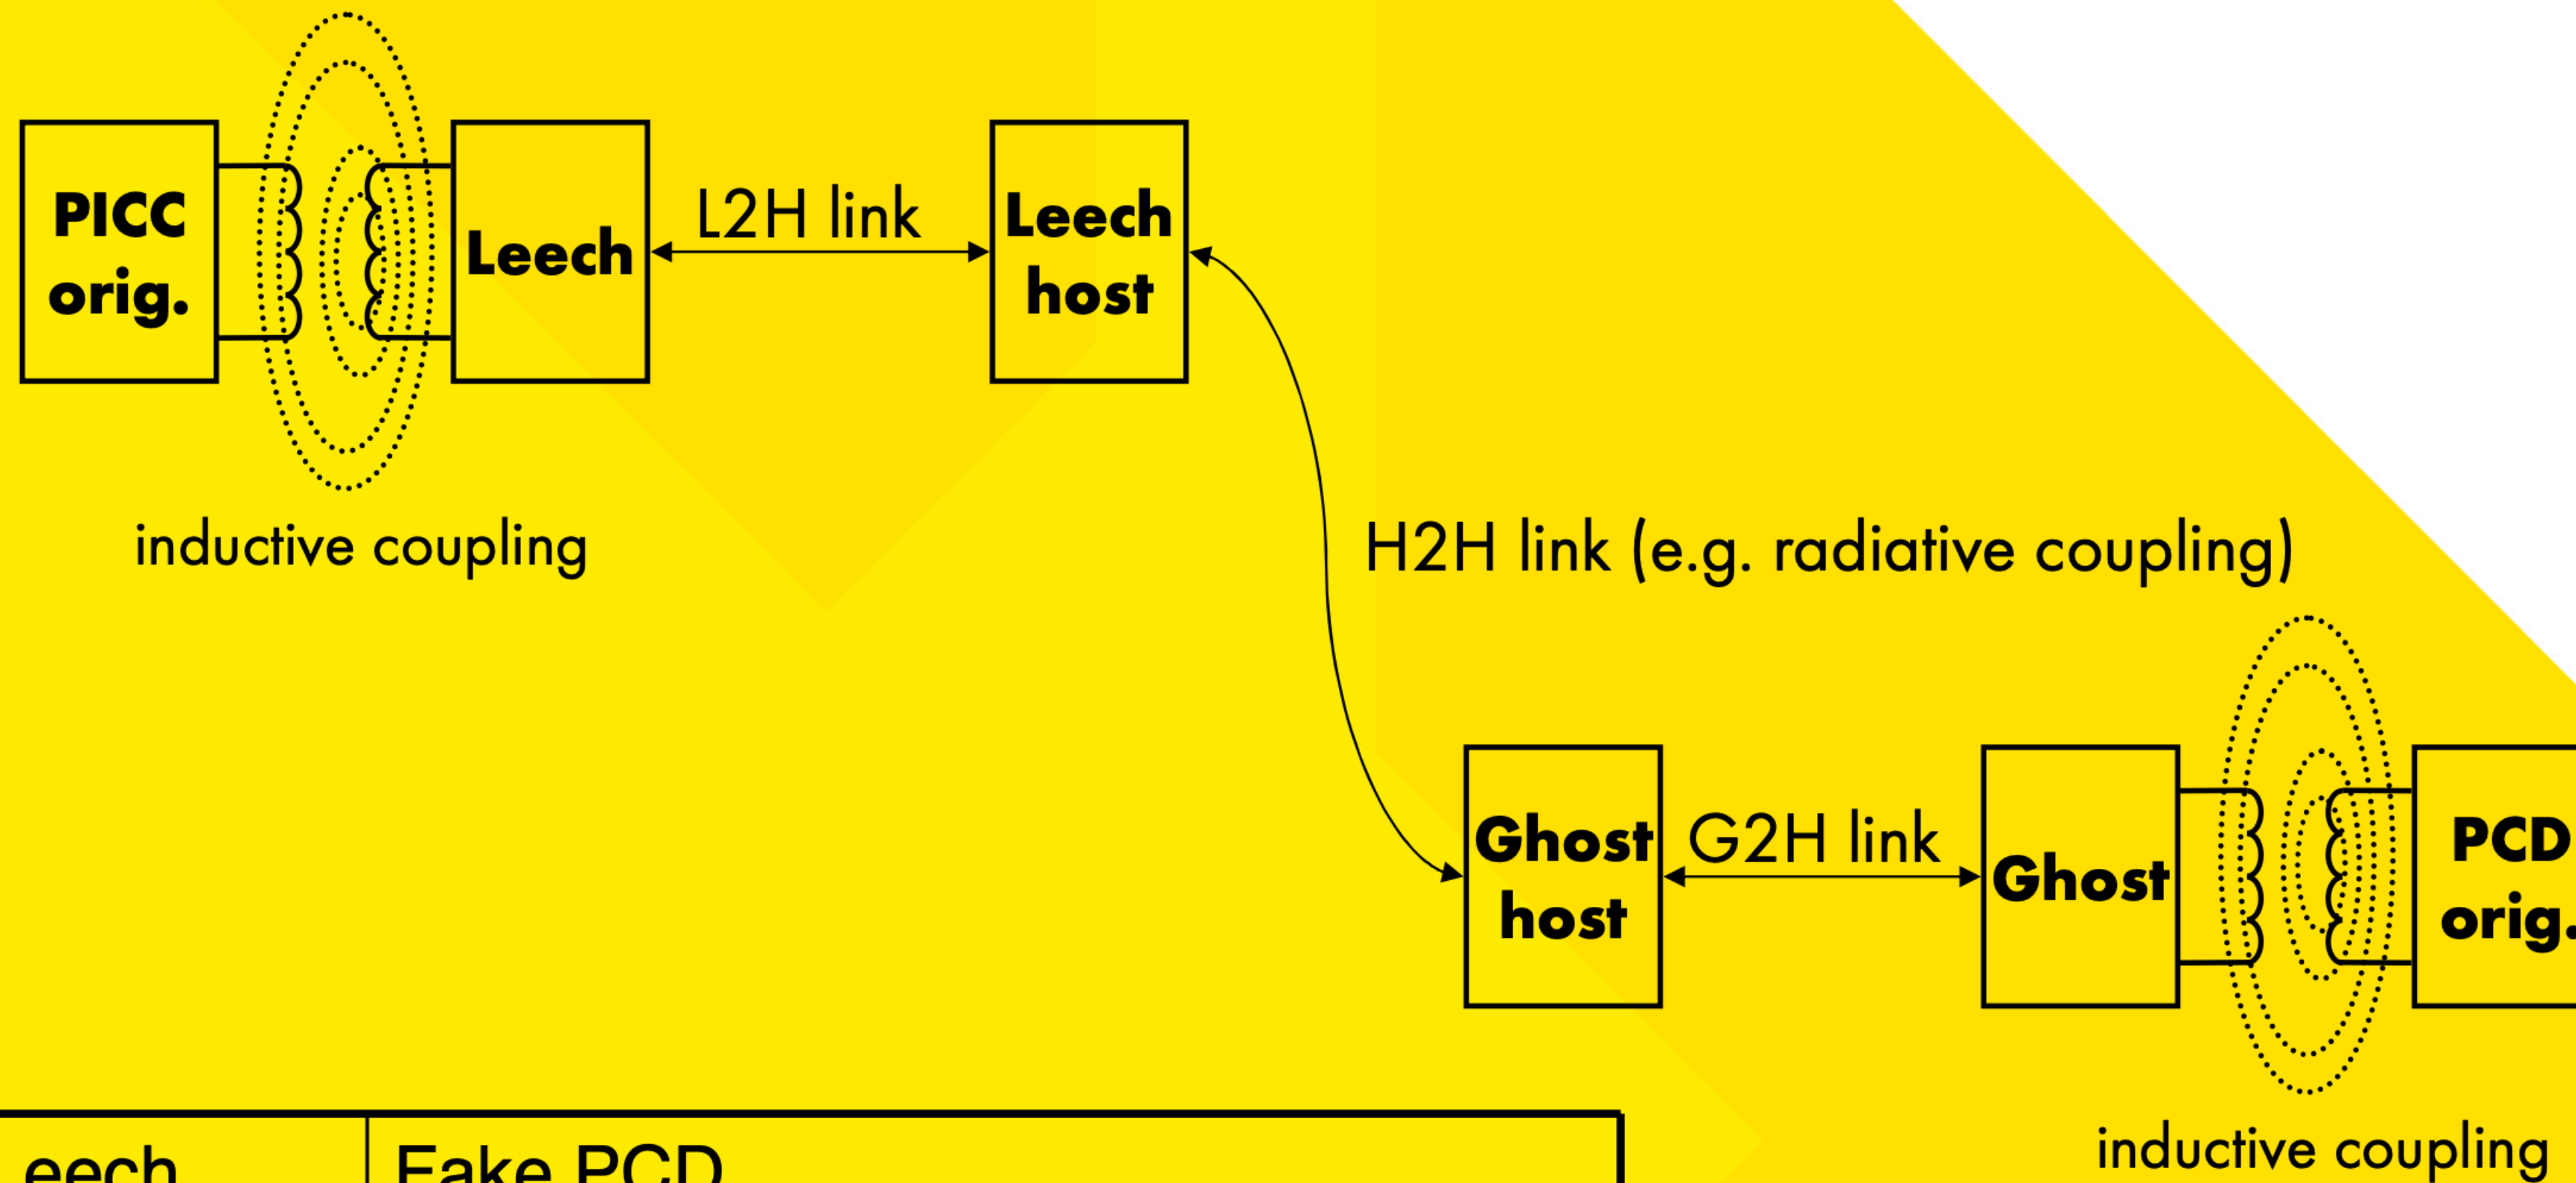 PICC
orig.
Leech
L2H link
Leech
host
inductive coupling
H2H link (e.g. radiative coupling)
Ghost
host
G2H link
Ghost
PCD
orig.
inductive coupling
eech
Fake PCD